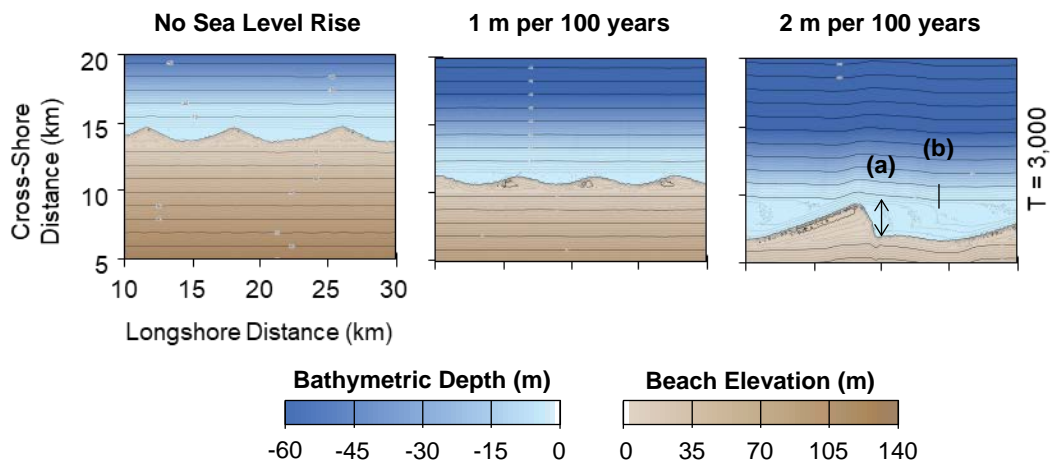 No Sea Level Rise
1 m per 100 years
2 m per 100 years
Cross-Shore
Distance (km)
20
15
10
5
10 15 20 25 30
Longshore Distance (km)
(a)
(b)
T = 3,000
Bathymetric Depth (m)
-60 -45 -30 -15 0
Beach Elevation (m)
0 35 70 105 140